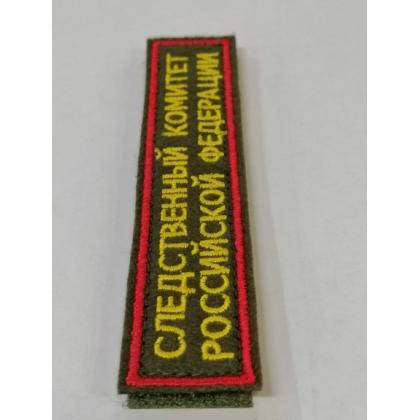 СЛЕДСТВЕННЫЙ КОМИТЕТ
РОССИЙСКОЙ ФЕДЕРАЦИИ